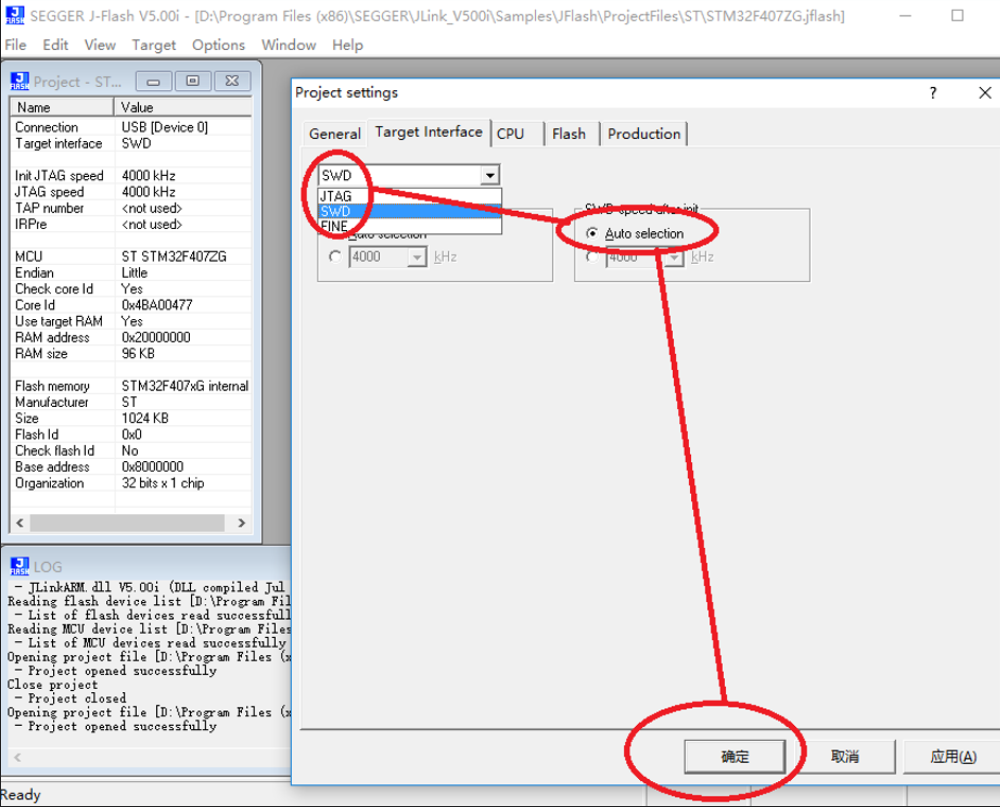 SEGGER J-Flash V5.00i - [D:\Program Files (x86)\SEGGER\JLink_V500i\Samples\JFlash\ProjectFiles\ST\STM32F407ZG.jflash]
File Edit View Target Options Window Help
Project - ST...
Name Value
Connection USB [Device 0]
Target interface SWD
Init JTAG speed 4000 kHz
JTAG speed 4000 kHz
TAP number <not used>
IRPre <not used>
MCU ST STM32F407ZG
Endian Little
Check core Id Yes
Core Id 0x4BA00477
Use target RAM Yes
RAM address 0x20000000
RAM size 96 KB
Flash memory STM32F407xG internal
Manufacturer ST
Size 1024 KB
Flash Id 0x0
Check flash Id No
Base address 0x8000000
Organization 32 bits x 1 chip
LOG
- JLinkARM.dll V5.00i (DLL compiled Jul
Reading flash device list [D:\Program Fil
- List of flash devices read successfull
Reading MCU device list [D:\Program Files
- List of MCU devices read successfully
Opening project file [D:\Program Files (x
- Project opened successfully
Close project
- Project closed
Opening project file [D:\Program Files (x
- Project opened successfully
Ready
Project settings
General Target Interface CPU Flash Production
SWD
JTAG
SWD
FINE
Auto selection
4000 kHz
SWD speed after init
Auto selection
4000 kHz
确定 取消 应用(A)